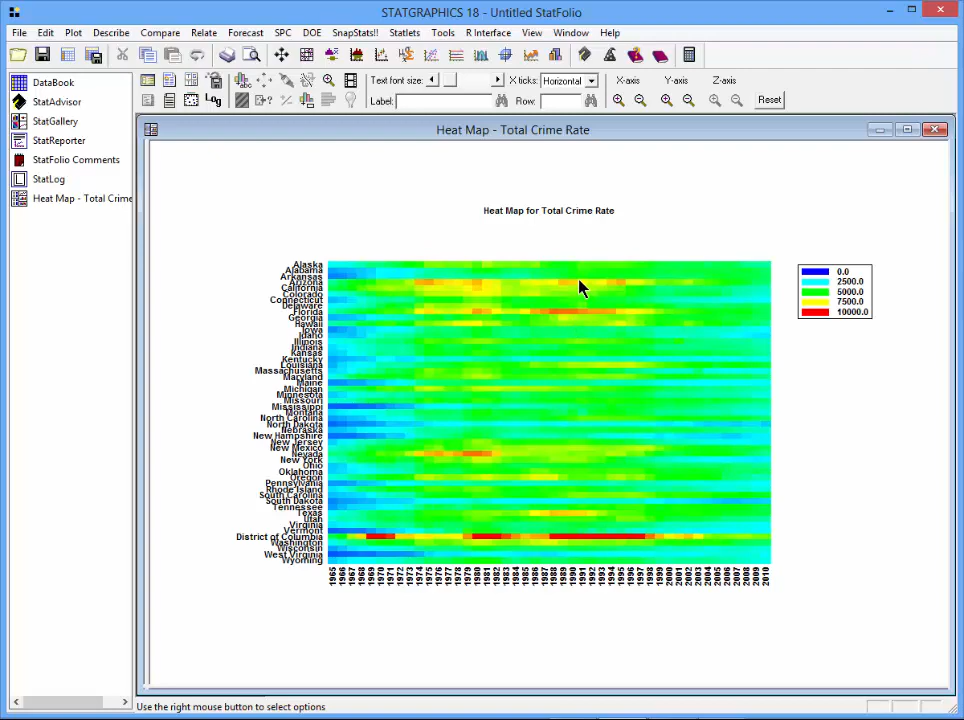 STATGRAPHICS 18 - Untitled StatFolio
File Edit Plot Describe Compare Relate Forecast SPC DOE SnapStats!! Statlets Tools R Interface View Window Help
Text font size: X ticks: Horizontal X-axis Y-axis Z-axis
Log Label: Row: Reset
DataBook
StatAdvisor
StatGallery
StatReporter
StatFolio Comments
StatLog
Heat Map - Total Crime
Heat Map - Total Crime Rate
Heat Map for Total Crime Rate
Alaska
Alabama
Arkansas
Arizona
California
Colorado
Connecticut
Delaware
Florida
Georgia
Hawaii
Iowa
Idaho
Illinois
Indiana
Kansas
Kentucky
Louisiana
Massachusetts
Maryland
Maine
Michigan
Minnesota
Missouri
Mississippi
Montana
North Carolina
North Dakota
Nebraska
New Hampshire
New Jersey
New Mexico
Nevada
New York
Ohio
Oklahoma
Oregon
Pennsylvania
Rhode Island
South Carolina
South Dakota
Tennessee
Texas
Utah
Virginia
Vermont
District of Columbia
Washington
Wisconsin
West Virginia
Wyoming
1965 1966 1967 1968 1969 1970 1971 1972 1973 1974 1975 1976 1977 1978 1979 1980 1981 1982 1983 1984 1985 1986 1987 1988 1989 1990 1991 1992 1993 1994 1995 1996 1997 1998 1999 2000 2001 2002 2003 2004 2005 2006 2007 2008 2009 2010
0.0
2500.0
5000.0
7500.0
10000.0
Use the right mouse button to select options